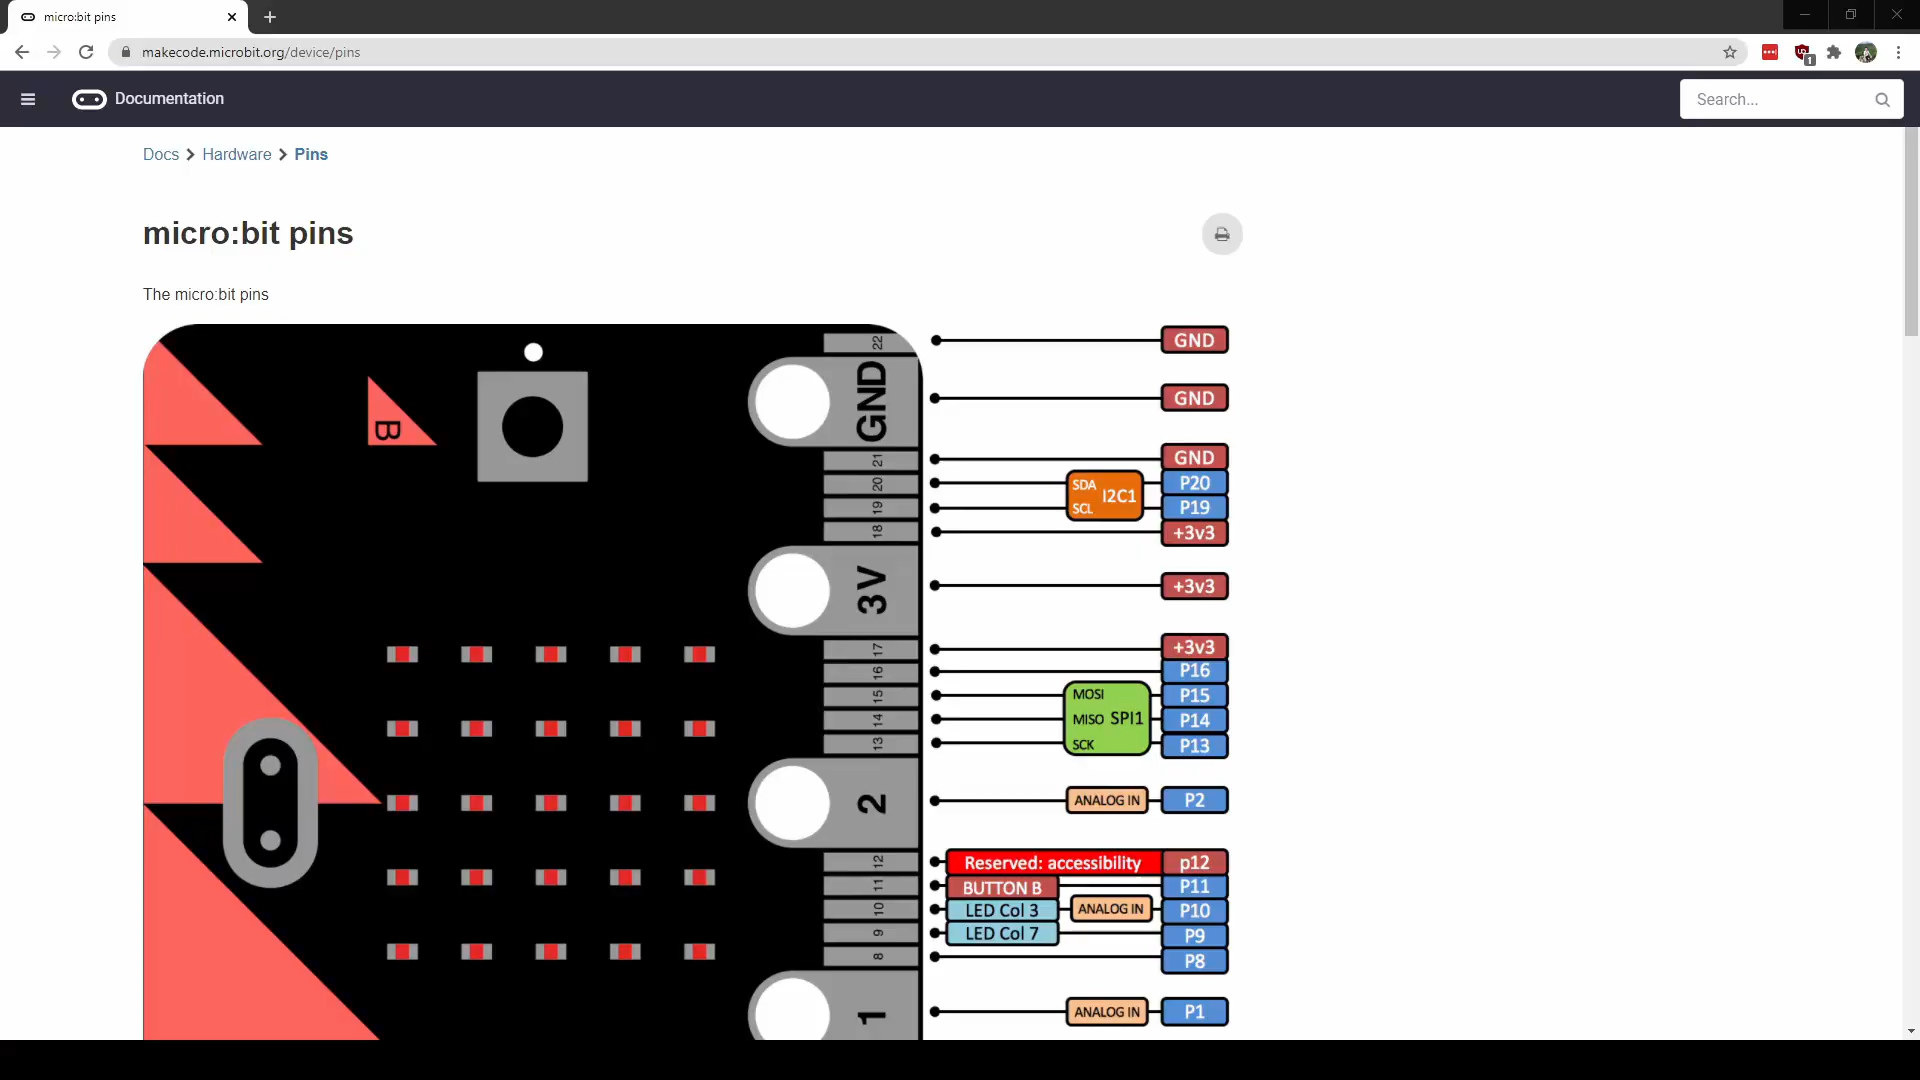 micro:bit pins
makecode.microbit.org/device/pins
1
Documentation
Search...
Docs > Hardware > Pins
micro:bit pins
The micro:bit pins
B
22
GND
21
20
19
18
3V
17
16
15
14
13
2
12
11
10
9
8
1
GND
GND
GND
SDA I2C1 P20
SCL P19
+3v3
+3v3
+3v3
P16
MOSI P15
MISO SPI1 P14
SCK P13
ANALOG IN P2
Reserved: accessibility p12
BUTTON B P11
LED Col 3 ANALOG IN P10
LED Col 7 P9
P8
ANALOG IN P1